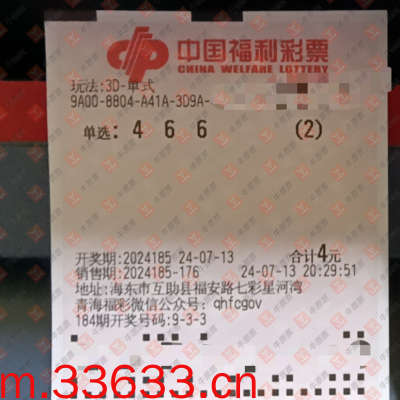 中国福利彩票
CHINA WELFARE LOTTERY
玩法:3D-单式
9A00-8804-A41A-3D9A-
单选: 4 6 6 (2)
开奖期:2024185 24-07-13 合计4元
销售期:2024185-176 24-07-13 20:29:51
地址:海东市互助县福安路七彩星河湾
青海福彩微信公众号:qhfcgov
184期开奖号码:9-3-3
m.33633.cn